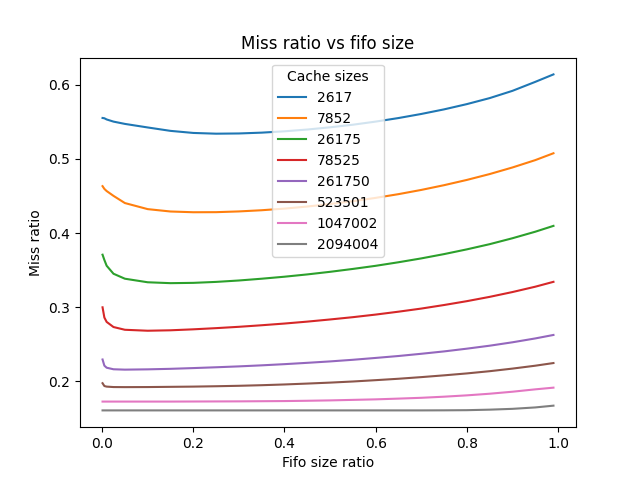 Miss ratio vs fifo size
Cache sizes
2617
7852
26175
78525
261750
523501
1047002
2094004
Miss ratio
0.6
0.5
0.4
0.3
0.2
0.0 0.2 0.4 0.6 0.8 1.0
Fifo size ratio